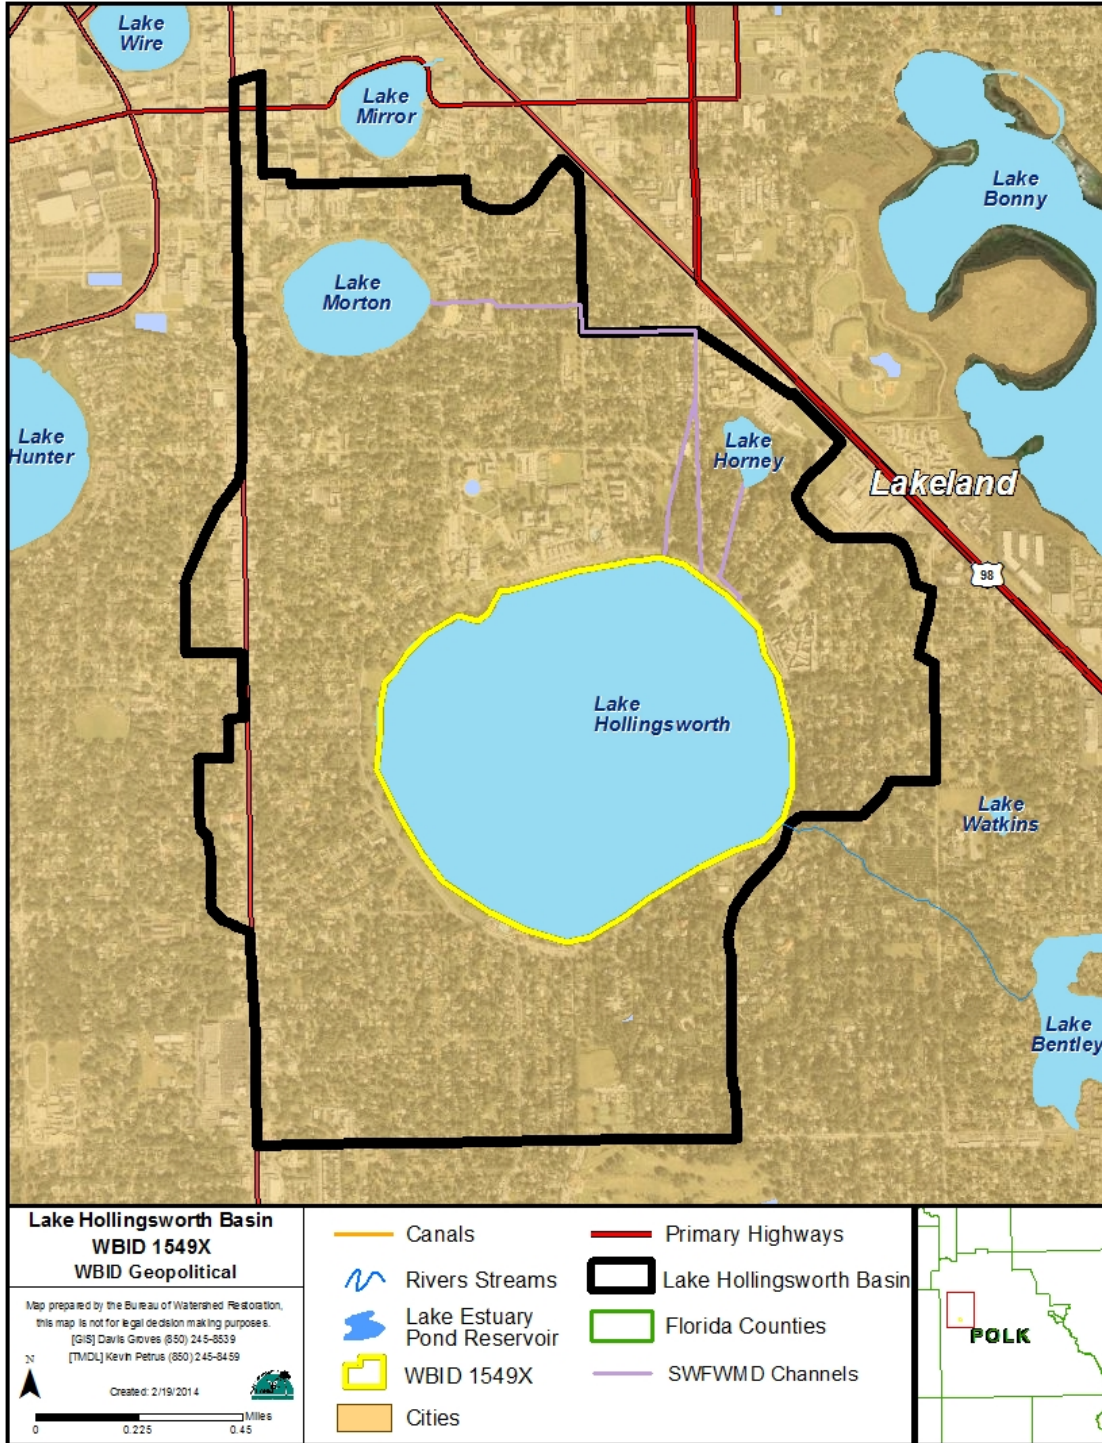 Lake
Wire
Lake
Mirror
Lake
Bonny
Lake
Morton
Lake
Hunter
Lake
Horney
Lakeland
98
Lake
Hollingsworth
Lake
Watkins
Lake
Bentley
Lake Hollingsworth Basin
WBID 1549X
WBID Geopolitical
Map prepared by the Bureau of Watershed Restoration,
this map is not for legal decision making purposes.
[GIS] Davis Groves (850) 245-8539
[TMDL] Kevin Petrus (850) 245-8459
N
Created: 2/19/2014
Miles
0 0.225 0.45
Canals
Rivers Streams
Lake Estuary
Pond Reservoir
WBID 1549X
Cities
Primary Highways
Lake Hollingsworth Basin
Florida Counties
SWFWMD Channels
POLK